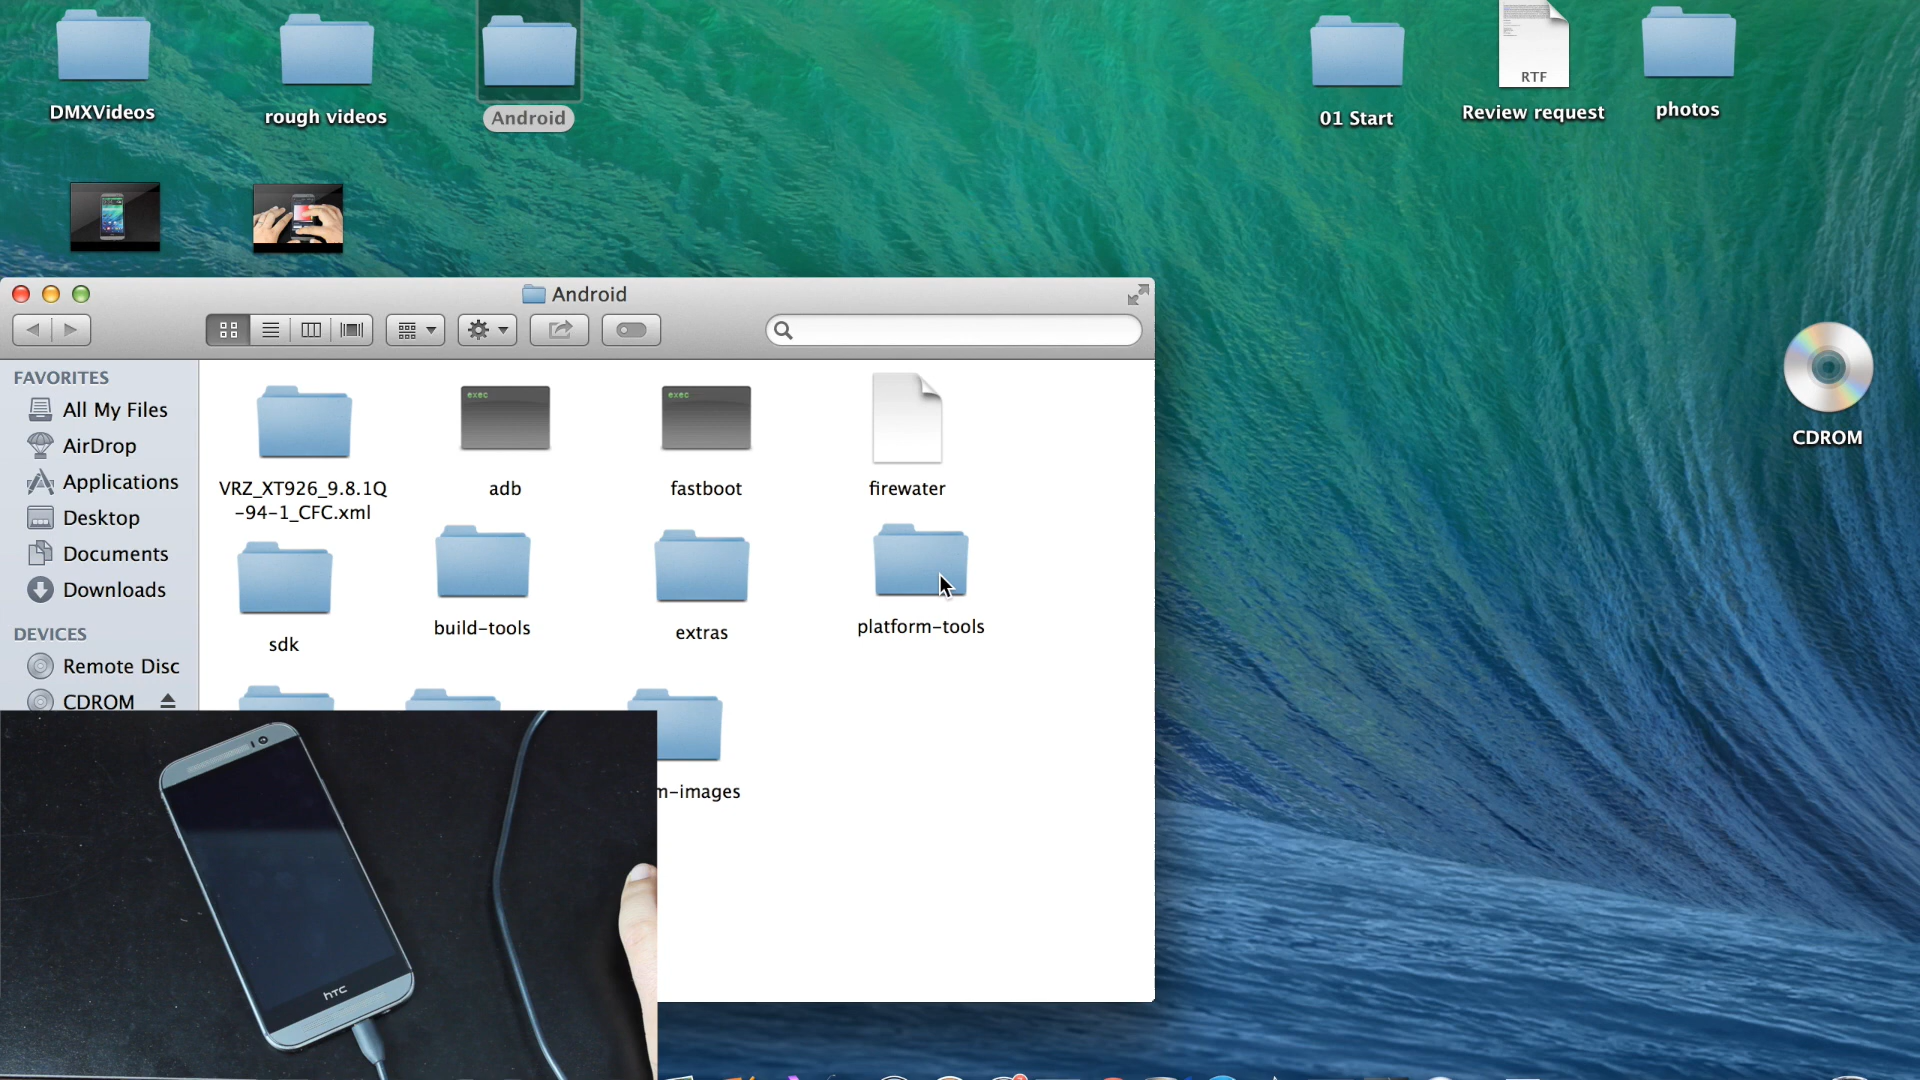 DMXVideos
rough videos
Android
01 Start
RTF
Review request
photos
CDROM
Android
FAVORITES
All My Files
AirDrop
Applications
Desktop
Documents
Downloads
DEVICES
Remote Disc
CDROM
exec
exec
VRZ_XT926_9.8.1Q
-94-1_CFC.xml
adb
fastboot
firewater
sdk
build-tools
extras
platform-tools
m-images
hTC